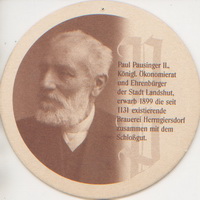 Paul Pausinger II.,
Königl. Ökonomierat
und Ehrenbürger
der Stadt Landshut,
erwarb 1899 die seit
1131 existierende
Brauerei Herrngiersdorf
zusammen mit dem
Schloßgut.